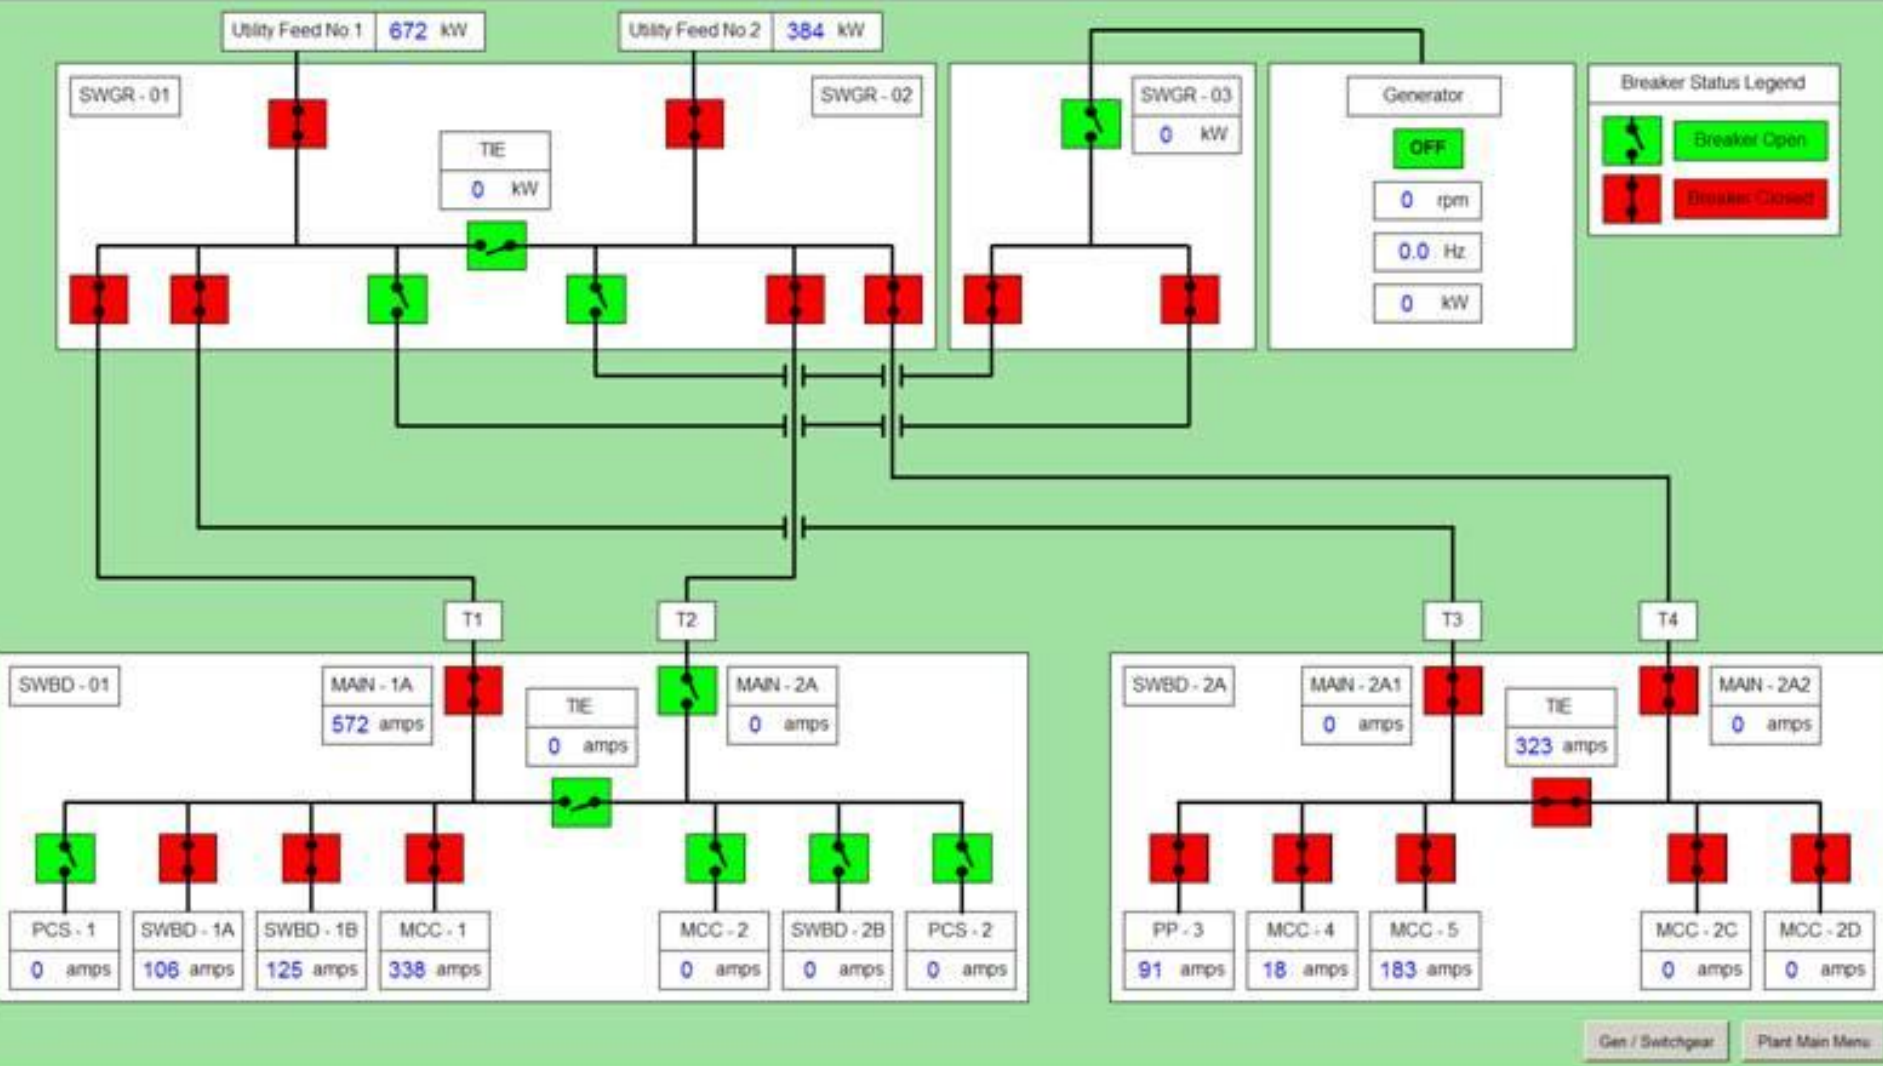 Utility Feed No.1 672 kW
Utility Feed No.2 384 kW
SWGR - 01
SWGR - 02
TIE
0 kW
SWGR - 03
0 kW
Generator
OFF
0 rpm
0.0 Hz
0 kW
Breaker Status Legend
Breaker Open
Breaker Closed
T1
T2
T3
T4
SWBD - 01
MAIN - 1A
572 amps
TIE
0 amps
MAIN - 2A
0 amps
SWBD - 2A
MAIN - 2A1
0 amps
TIE
323 amps
MAIN - 2A2
0 amps
PCS - 1
0 amps
SWBD - 1A
106 amps
SWBD - 1B
125 amps
MCC - 1
338 amps
MCC - 2
0 amps
SWBD - 2B
0 amps
PCS - 2
0 amps
PP - 3
91 amps
MCC - 4
18 amps
MCC - 5
183 amps
MCC - 2C
0 amps
MCC - 2D
0 amps
Gen / Switchgear
Plant Main Menu